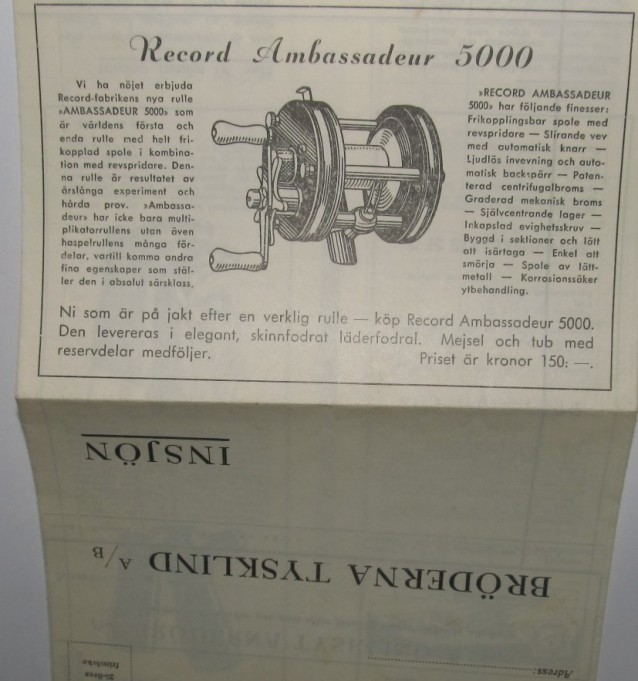 Record Ambassadeur 5000
Vi ha nöjet erbjuda
Record-fabrikens nya rulle
»AMBASSADEUR 5000» som
är världens första och
enda rulle med helt fri-
kopplad spole i kombina-
tion med revspridare. Den-
na rulle är resultatet av
årslånga experiment och
hårda prov. »Ambassa-
deur» har icke bara multi-
plikatorrullens utan även
haspelrullens många för-
delar, vartill komma andra
fina egenskaper som stäl-
ler den i absolut särsklass.
»RECORD AMBASSADEUR
5000» har följande finesser:
Frikopplingsbar spole med
revspridare — Slirande vev
med automatisk knarr —
Ljudlös invevning och auto-
matisk backspärr — Paten-
terad centrifugalbroms —
Graderad mekanisk broms
— Självcentrande lager —
Inkapslad evighetsskruv —
Byggd i sektioner och lätt
att isärtaga — Enkel att
smörja — Spole av lätt-
metall — Korrosionssäker
ytbehandling.
Ni som är på jakt efter en verklig rulle — köp Record Ambassadeur 5000.
Den levereras i elegant, skinnfodrat läderfodral. Mejsel och tub med
reservdelar medföljer. Priset är kronor 150: —.
INSJÖN
BRÖDERNA TYSKLIND A/B
Adress:
frimärke